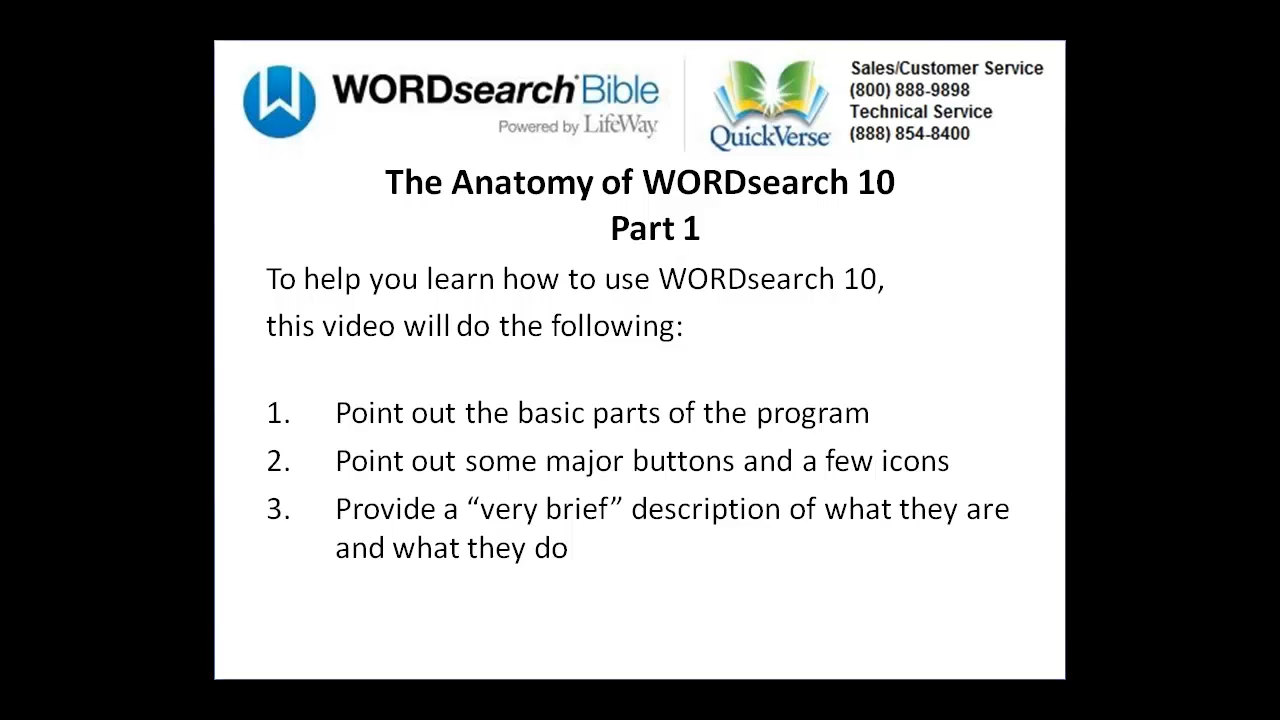 WORDsearch Bible
Powered by LifeWay
QuickVerse
Sales/Customer Service
(800) 888-9898
Technical Service
(888) 854-8400
The Anatomy of WORDsearch 10
Part 1
To help you learn how to use WORDsearch 10,
this video will do the following:
1. Point out the basic parts of the program
2. Point out some major buttons and a few icons
3. Provide a “very brief” description of what they are
and what they do